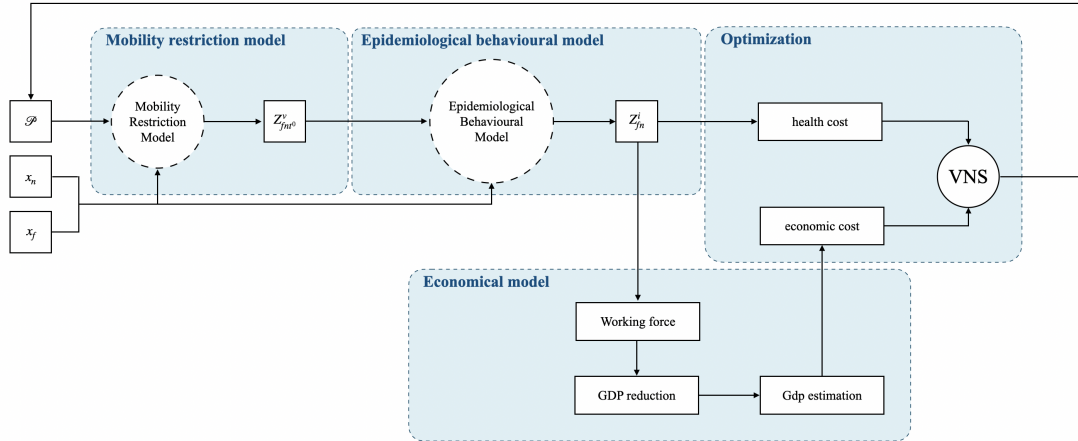 Mobility restriction model
Epidemiological behavioural model
Optimization
𝒫
Mobility
Restriction
Model
Z^v_{fnt^0}
Epidemiological
Behavioural
Model
Z^i_{fn}
health cost
VNS
x_n
x_f
economic cost
Economical model
Working force
GDP reduction
Gdp estimation